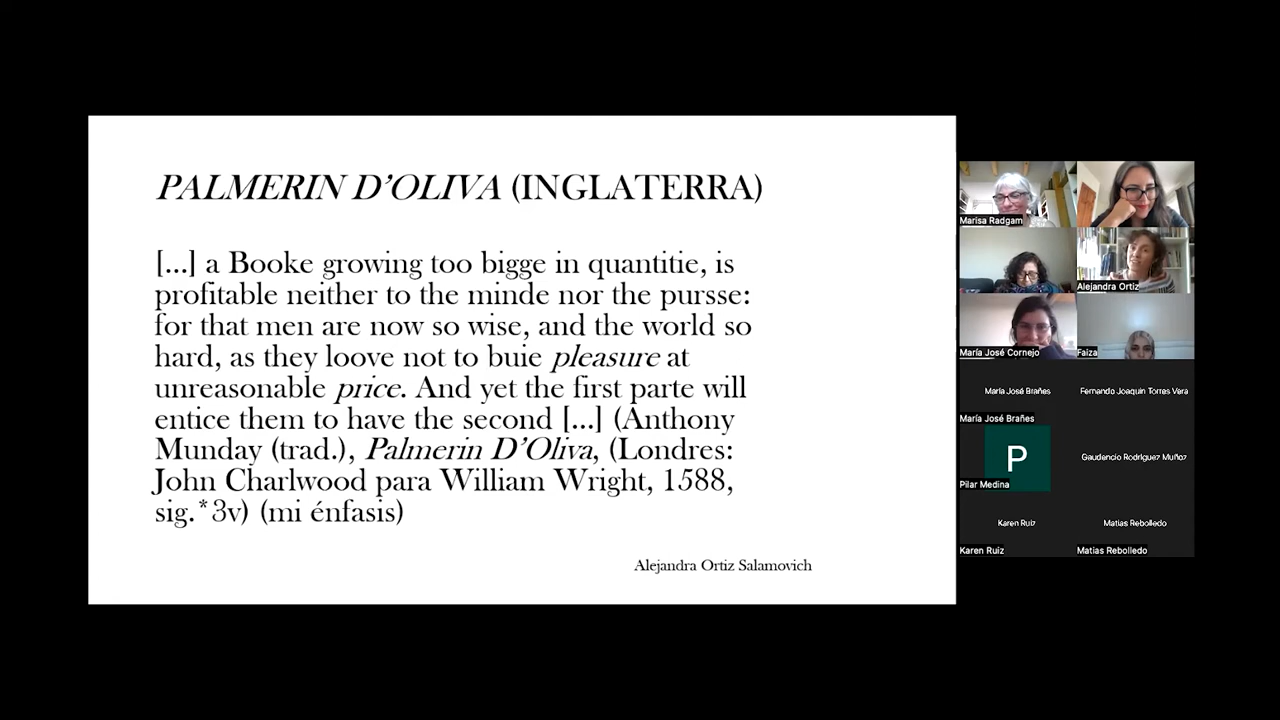 PALMERIN D’OLIVA (INGLATERRA)
[...] a Booke growing too bigge in quantitie, is
profitable neither to the minde nor the pursse:
for that men are now so wise, and the world so
hard, as they loove not to buie pleasure at
unreasonable price. And yet the first parte will
entice them to have the second [...] (Anthony
Munday (trad.), Palmerin D’Oliva, (Londres:
John Charlwood para William Wright, 1588,
sig.*3v) (mi énfasis)
Alejandra Ortiz Salamovich
Marisa Radgam
Alejandra Ortiz
María José Cornejo
Faiza
María José Brañes
Fernando Joaquin Torres Vera
María José Brañes
P
Gaudencio Rodríguez Muñoz
Pilar Medina
Karen Ruiz
Matias Rebolledo
Karen Ruiz
Matias Rebolledo